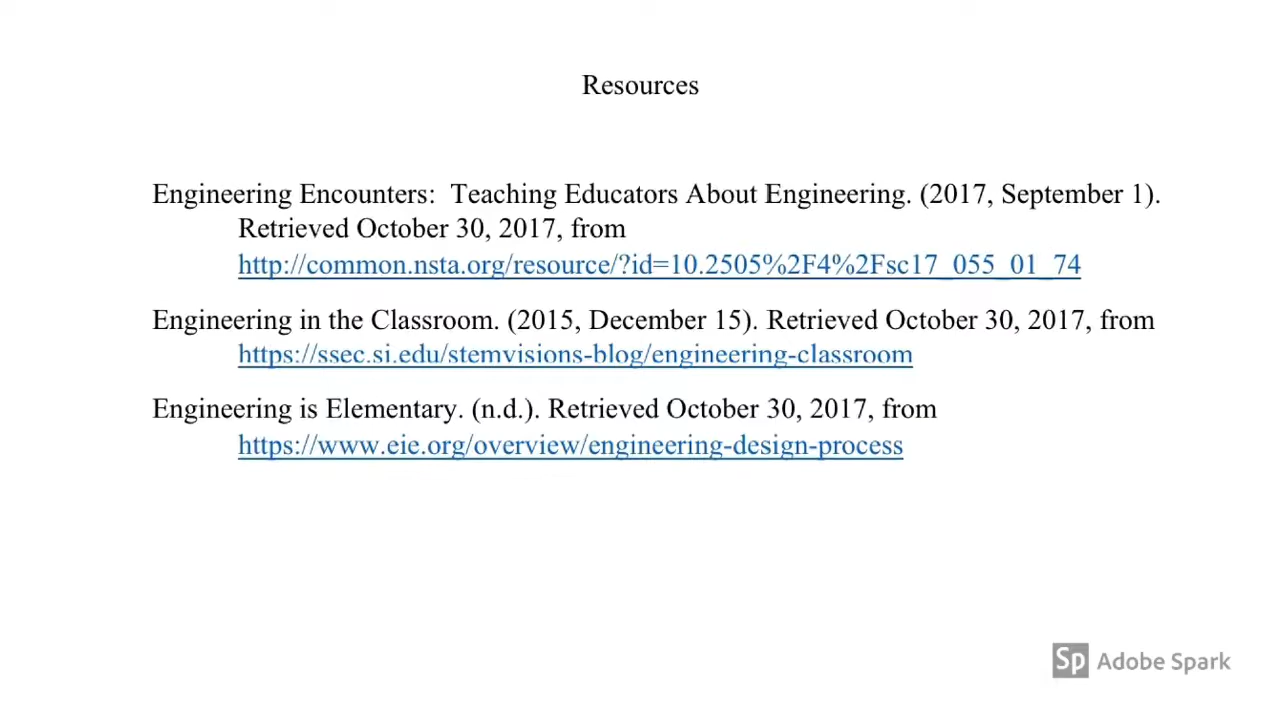 Resources
Engineering Encounters:  Teaching Educators About Engineering. (2017, September 1).
Retrieved October 30, 2017, from
http://common.nsta.org/resource/?id=10.2505%2F4%2Fsc17_055_01_74
Engineering in the Classroom. (2015, December 15). Retrieved October 30, 2017, from
https://ssec.si.edu/stemvisions-blog/engineering-classroom
Engineering is Elementary. (n.d.). Retrieved October 30, 2017, from
https://www.eie.org/overview/engineering-design-process
Sp Adobe Spark